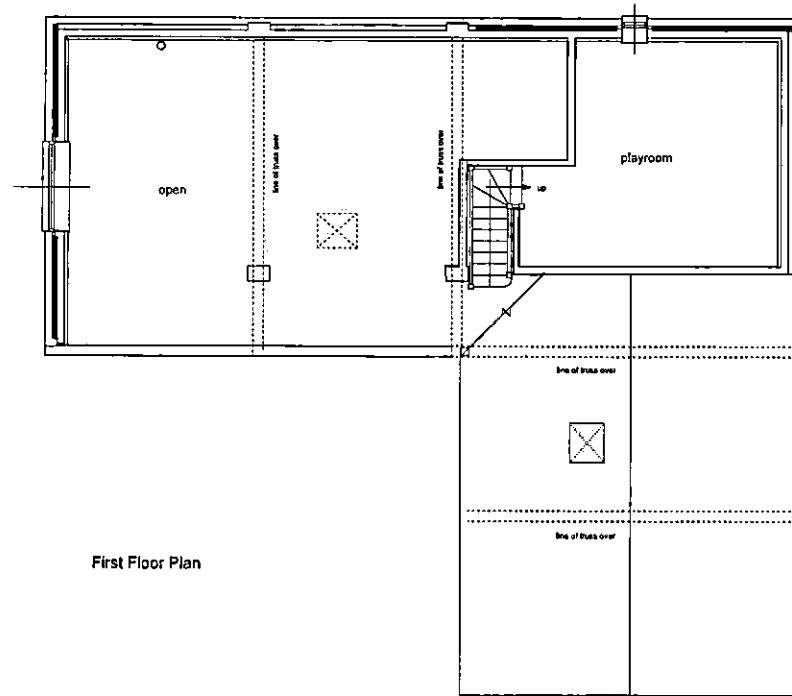 line of truss over
line of truss over
open
playroom
up
line of truss over
line of truss over
First Floor Plan